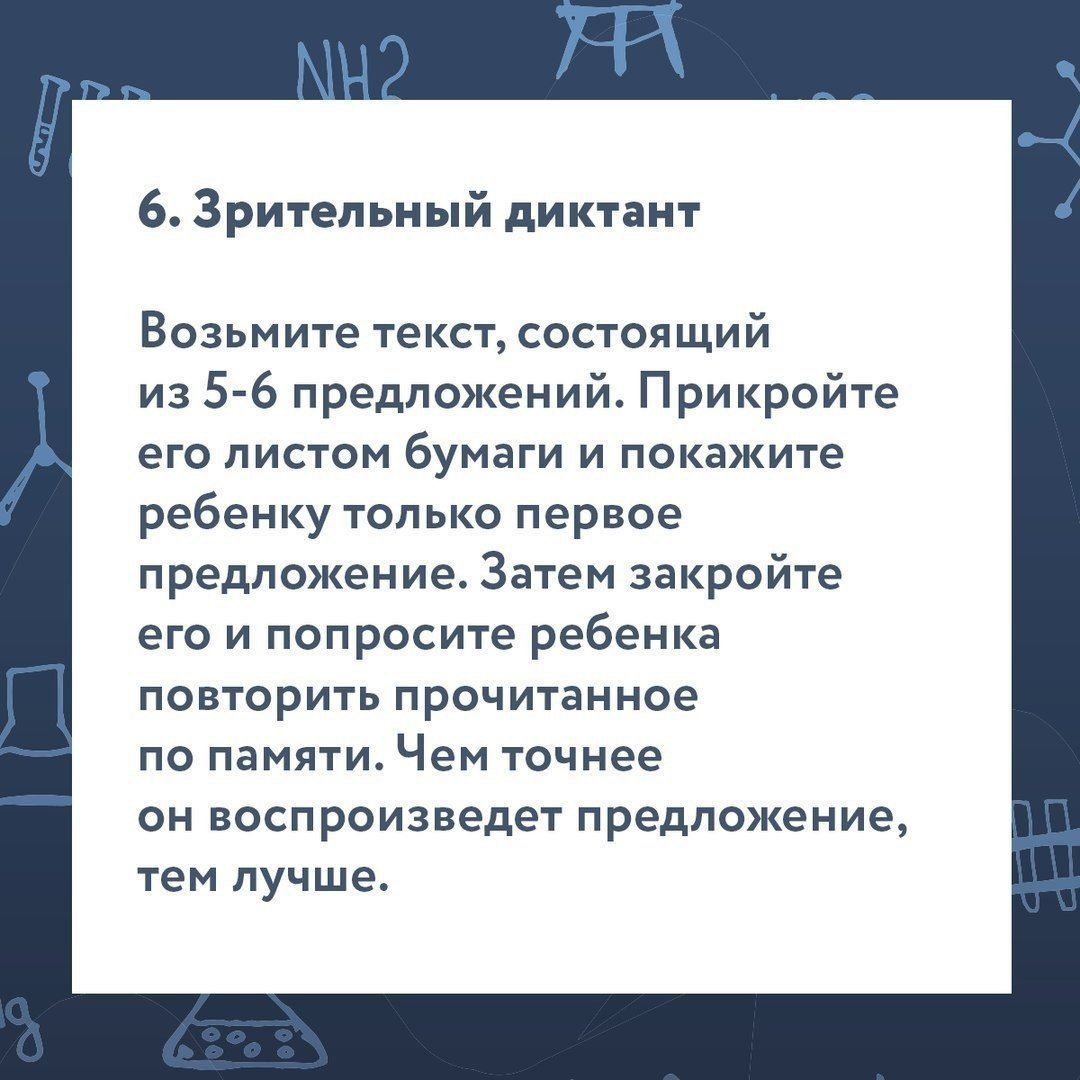 NH2
6. Зрительный диктант
Возьмите текст, состоящий
из 5-6 предложений. Прикройте
его листом бумаги и покажите
ребенку только первое
предложение. Затем закройте
его и попросите ребенка
повторить прочитанное
по памяти. Чем точнее
он воспроизведет предложение,
тем лучше.